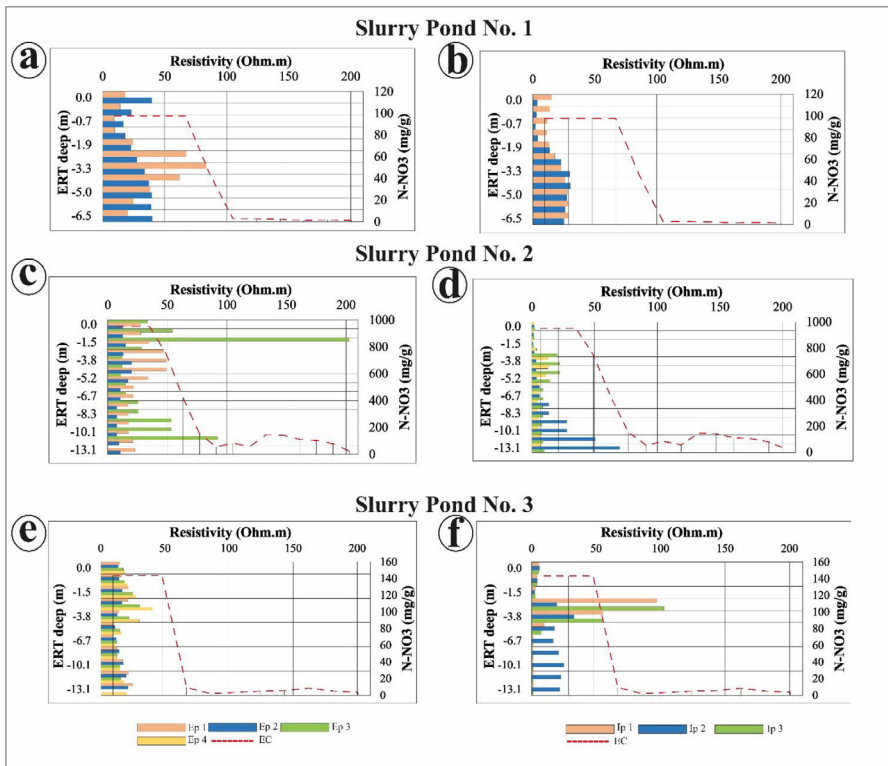 Slurry Pond No. 1
a
Resistivity (Ohm.m)
0 50 100 150 200
ERT deep (m)
0.0
-0.7
-1.9
-3.3
-5.0
-6.5
120
100
80
60
40
20
0
N-NO3 (mg/g)
b
Resistivity (Ohm.m)
0 50 100 150 200
ERT deep (m)
0.0
-0.7
-1.9
-3.3
-5.0
-6.5
120
100
80
60
40
20
0
N-NO3 (mg/g)
Slurry Pond No. 2
c
Resistivity (Ohm.m)
0 50 100 150 200
ERT deep (m)
0.0
-1.5
-3.8
-5.2
-6.7
-8.3
-10.1
-13.1
1000
800
600
400
200
0
N-NO3 (mg/g)
d
Resistivity (Ohm.m)
0 50 100 150 200
ERT deep(m)
0.0
-1.5
-3.8
-5.2
-6.7
-8.3
-10.1
-13.1
1000
800
600
400
200
0
N-NO3 (mg/g)
Slurry Pond No. 3
e
Resistivity (Ohm.m)
0 50 100 150 200
ERT deep (m)
0.0
-1.5
-3.8
-6.7
-10.1
-13.1
160
140
120
100
80
60
40
20
0
N-NO3 (mg/g)
Ep 1 Ep 2 Ep 3
Ep 4 EC
f
Resistivity (Ohm.m)
0 50 100 150 200
ERT deep (m)
0.0
-1.5
-3.8
-6.7
-10.1
-13.1
160
140
120
100
80
60
40
20
0
N-NO3 (mg/g)
Ip 1 Ip 2 Ip 3
EC